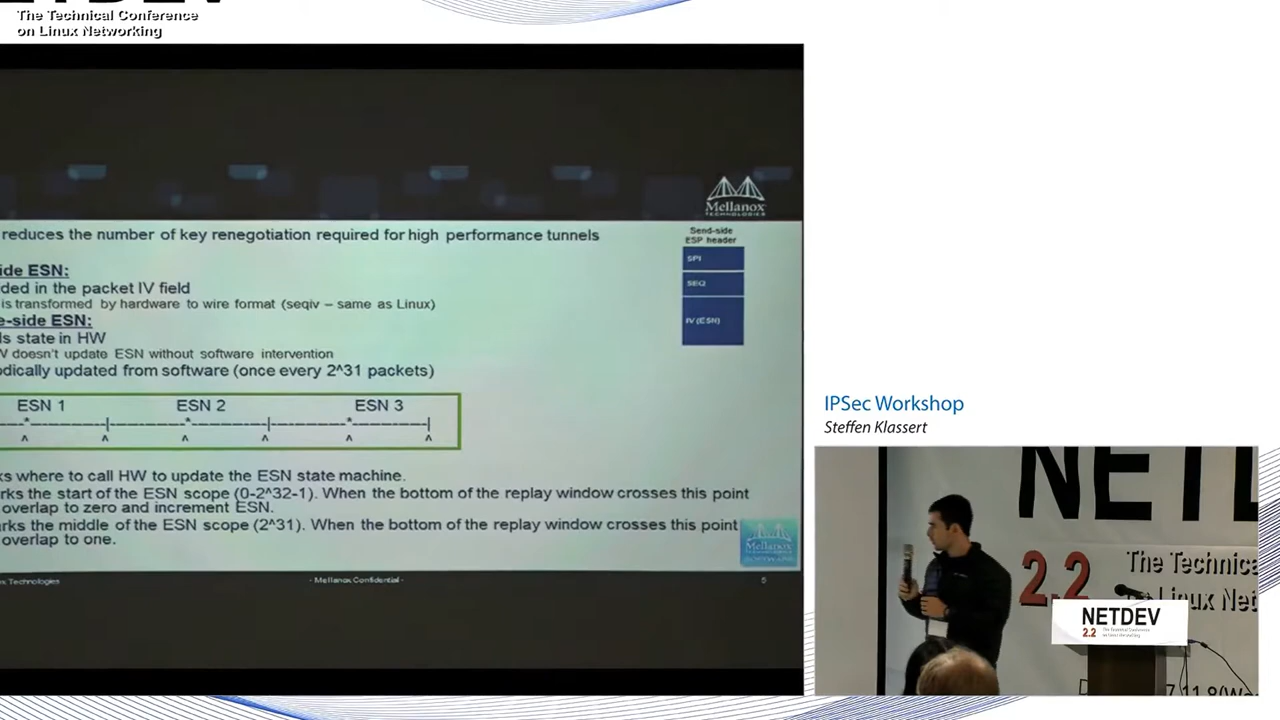 The Technical Conference
on Linux Networking
Mellanox
TECHNOLOGIES
reduces the number of key renegotiation required for high performance tunnels
Send-side
ESP header
SPI
SEQ
IV (ESN)
ide ESN:
ded in the packet IV field
is transformed by hardware to wire format (seqiv – same as Linux)
e-side ESN:
ds state in HW
W doesn't update ESN without software intervention
odically updated from software (once every 2^31 packets)
ESN 1 ESN 2 ESN 3
ks where to call HW to update the ESN state machine.
rks the start of the ESN scope (0-2^32-1). When the bottom of the replay window crosses this point
overlap to zero and increment ESN.
rks the middle of the ESN scope (2^31). When the bottom of the replay window crosses this point
overlap to one.
Mellanox
ox Technologies
- Mellanox Confidential -
5
IPSec Workshop
Steffen Klassert
NETD
2.2
The Technica
Linux Net
NETDEV
2.2